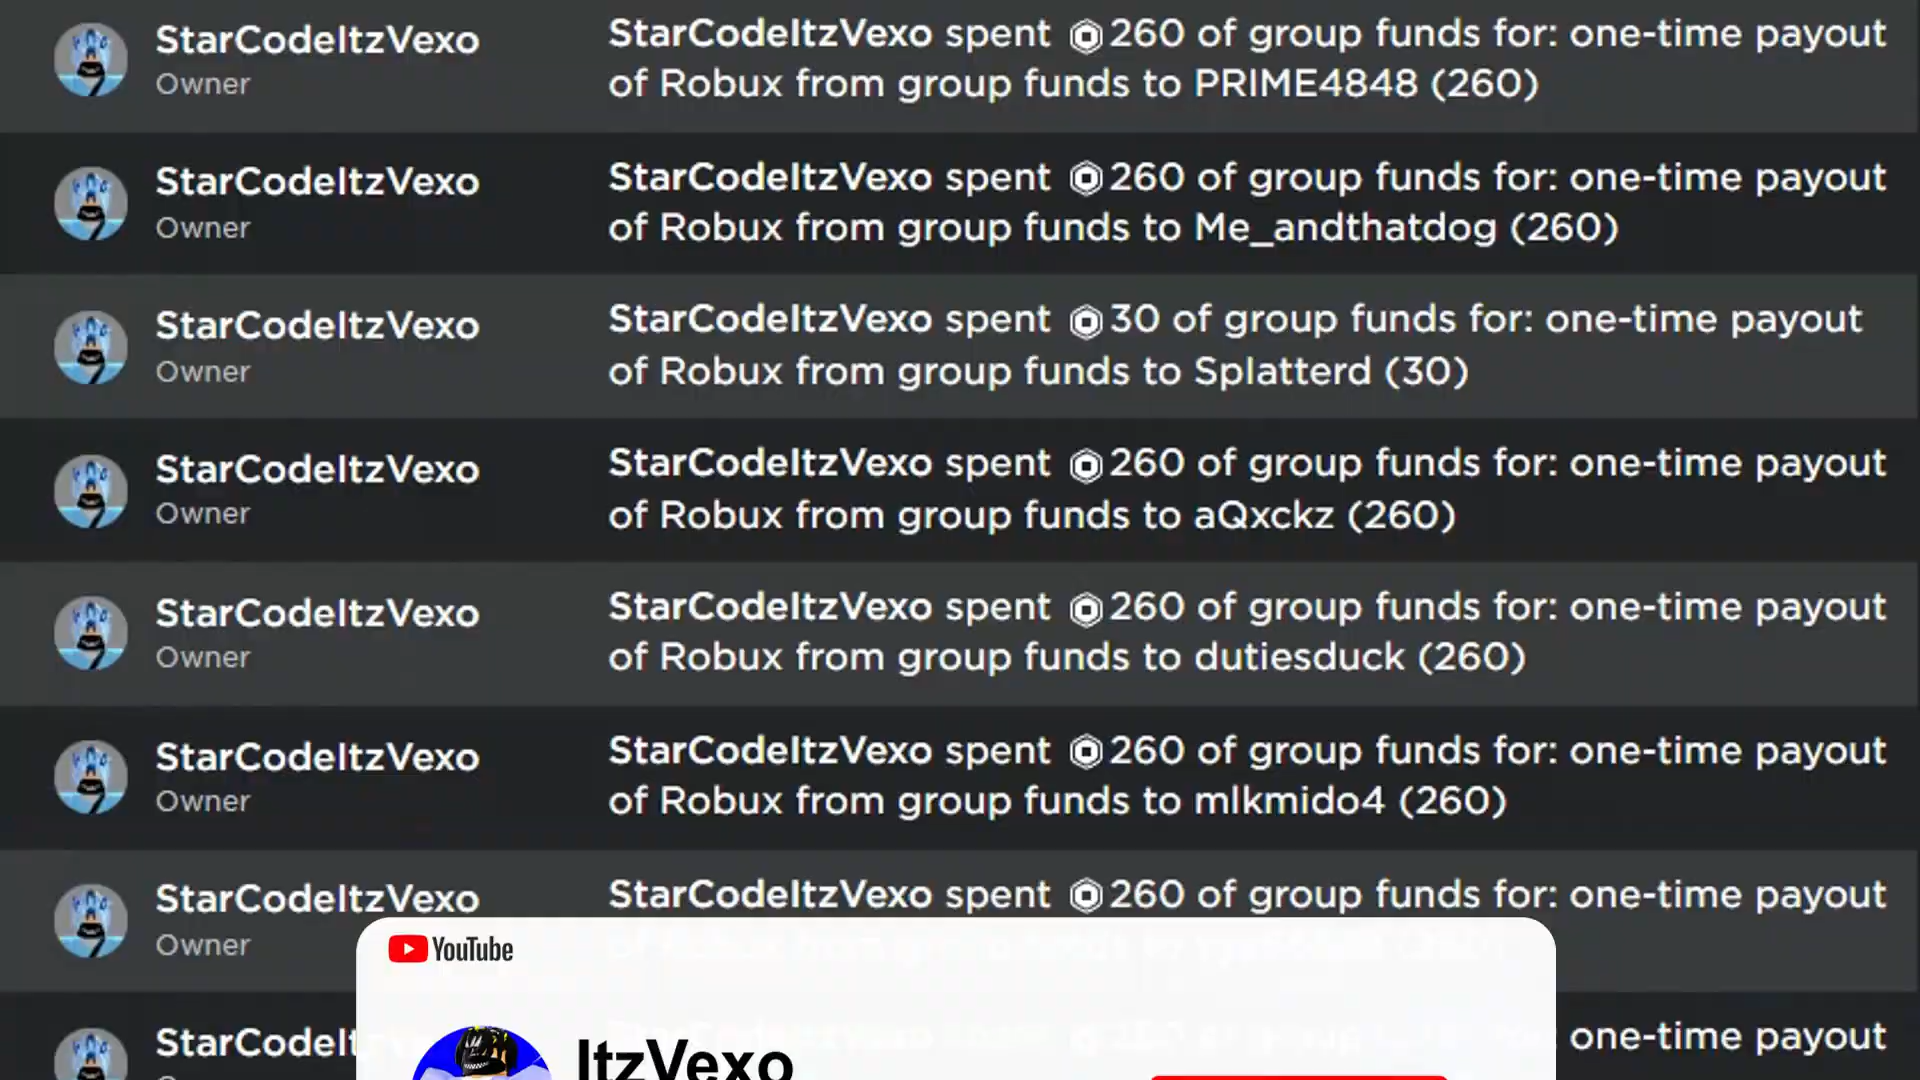 StarCodeItzVexo
Owner
StarCodeItzVexo spent 260 of group funds for: one-time payout
of Robux from group funds to PRIME4848 (260)
StarCodeItzVexo
Owner
StarCodeItzVexo spent 260 of group funds for: one-time payout
of Robux from group funds to Me_andthatdog (260)
StarCodeItzVexo
Owner
StarCodeItzVexo spent 30 of group funds for: one-time payout
of Robux from group funds to Splatterd (30)
StarCodeItzVexo
Owner
StarCodeItzVexo spent 260 of group funds for: one-time payout
of Robux from group funds to aQxckz (260)
StarCodeItzVexo
Owner
StarCodeItzVexo spent 260 of group funds for: one-time payout
of Robux from group funds to dutiesduck (260)
StarCodeItzVexo
Owner
StarCodeItzVexo spent 260 of group funds for: one-time payout
of Robux from group funds to mlkmido4 (260)
StarCodeItzVexo
Owner
StarCodeItzVexo spent 260 of group funds for: one-time payout
YouTube
StarCodeIt
one-time payout
ItzVexo